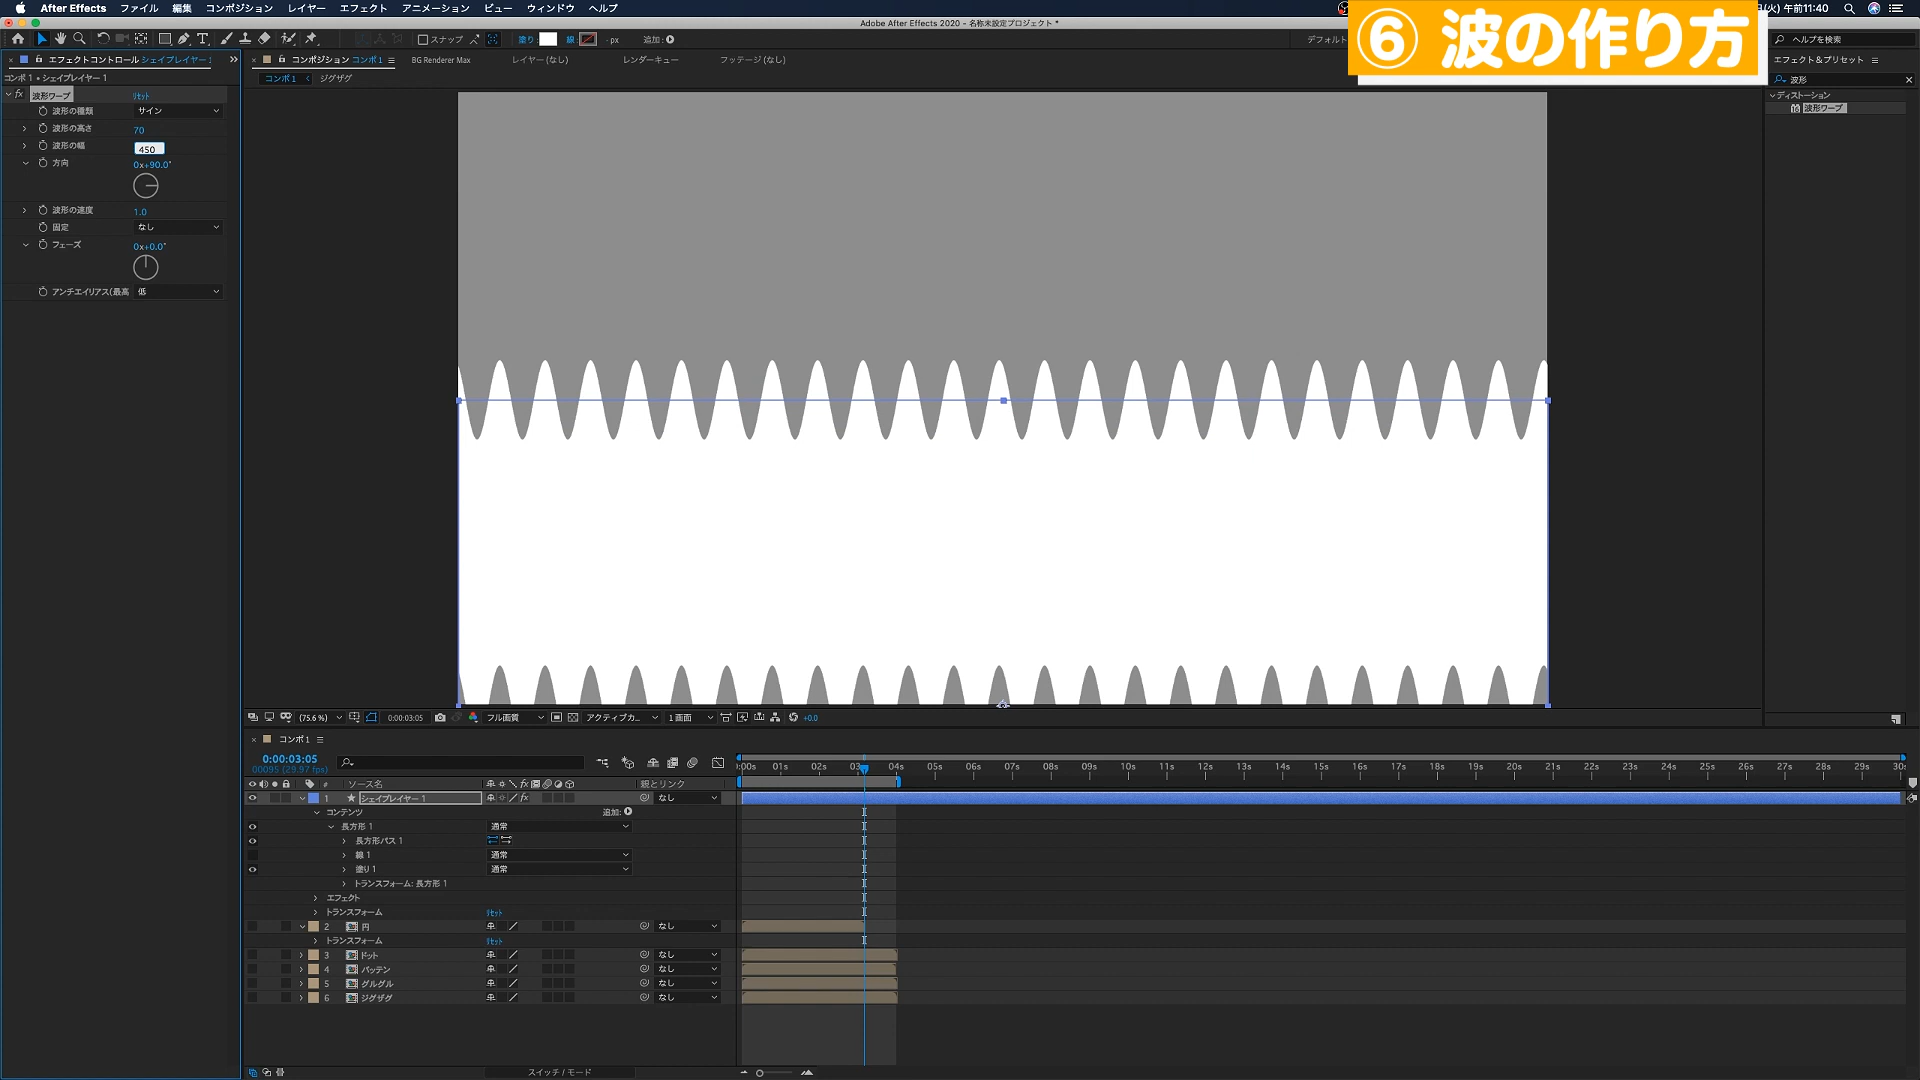 After Effects ファイル 編集 コンポジション レイヤー エフェクト アニメーション ビュー ウィンドウ ヘルプ
(火) 午前11:40
Adobe After Effects 2020 - 名称未設定プロジェクト *
⑥ 波の作り方
スナップ
塗り:
線:
- px
追加:
デフォルト
ヘルプを検索
エフェクトコントロール シェイプレイヤー 1
コンポ 1 • シェイプレイヤー 1
波形ワープ リセット
波形の種類 サイン
波形の高さ 70
波形の幅 450
方向 0x+90.0°
波形の速度 1.0
固定 なし
フェーズ 0x+0.0°
アンチエイリアス(最高 低
コンポジション コンポ 1
BG Renderer Max
レイヤー (なし)
レンダーキュー
フッテージ (なし)
コンポ 1
ジグザグ
エフェクト&プリセット
波形
ディストーション
波形ワープ
(75.6 %)
0:00:03:05
フル画質
アクティブカ...
1 画面
+0.0
コンポ 1
0:00:03:05
00095 (29.97 fps)
:00s 01s 02s 03 04s 05s 06s 07s 08s 09s 10s 11s 12s 13s 14s 15s 16s 17s 18s 19s 20s 21s 22s 23s 24s 25s 26s 27s 28s 29s 30s
# ソース名
親とリンク
1 シェイプレイヤー 1 なし
コンテンツ 追加:
長方形 1 通常
長方形パス 1
線 1 通常
塗り 1 通常
トランスフォーム: 長方形 1
エフェクト
トランスフォーム リセット
2 円 なし
トランスフォーム リセット
3 ドット なし
4 バッテン なし
5 グルグル なし
6 ジグザグ なし
スイッチ / モード